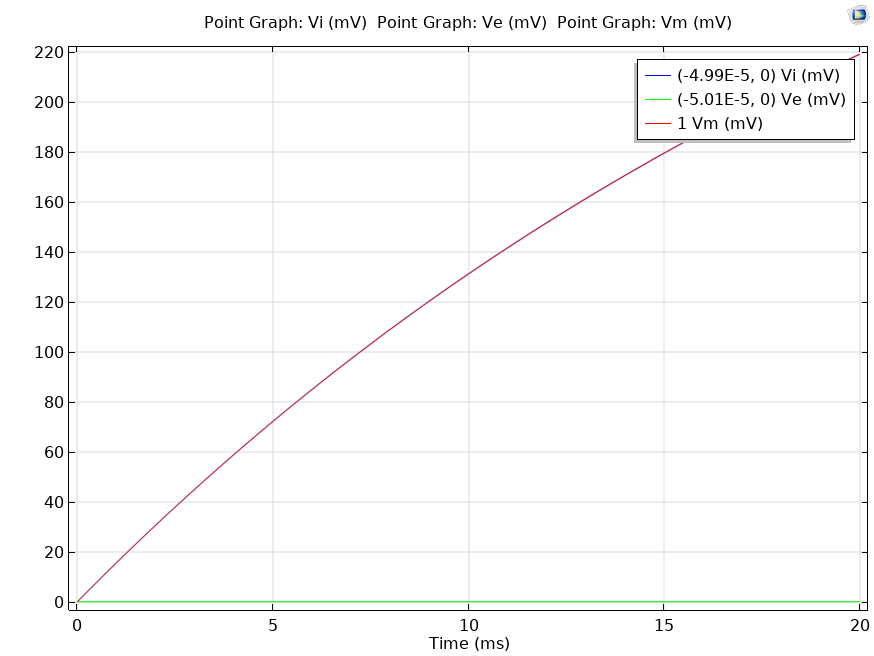 Point Graph: Vi (mV)  Point Graph: Ve (mV)  Point Graph: Vm (mV)
220
200
180
160
140
120
100
80
60
40
20
0
(-4.99E-5, 0) Vi (mV)
(-5.01E-5, 0) Ve (mV)
1 Vm (mV)
0 5 10 15 20
Time (ms)